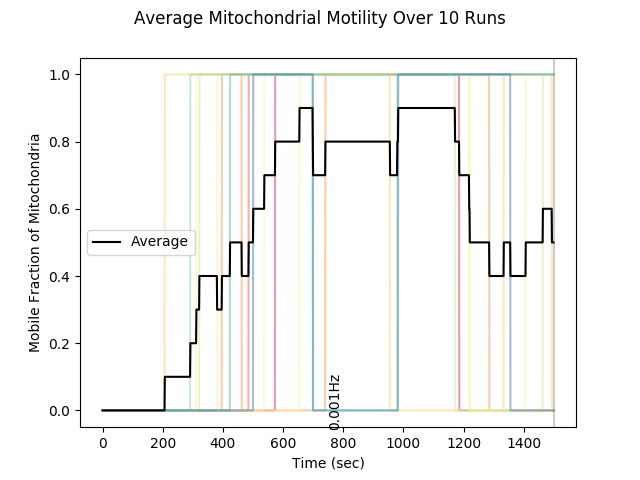 Average Mitochondrial Motility Over 10 Runs
Mobile Fraction of Mitochondria
1.0
0.8
0.6
0.4
0.2
0.0
Average
0.001Hz
0
200
400
600
800
1000
1200
1400
Time (sec)